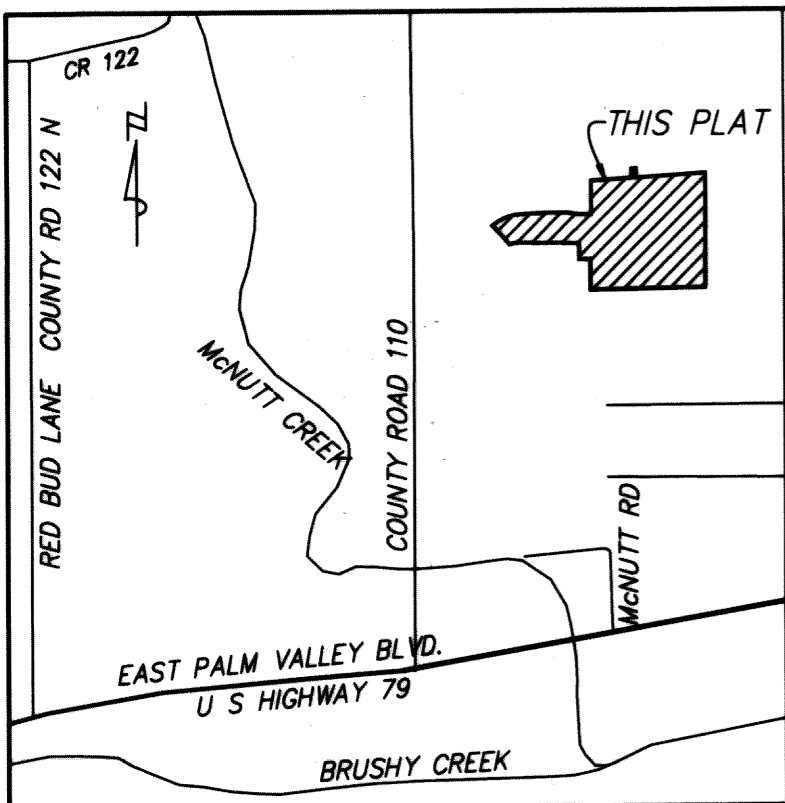 CR 122
N
THIS PLAT
RED BUD LANE COUNTY RD 122 N
McNUTT CREEK
COUNTY ROAD 110
McNUTT RD
EAST PALM VALLEY BLVD.
U S HIGHWAY 79
BRUSHY CREEK